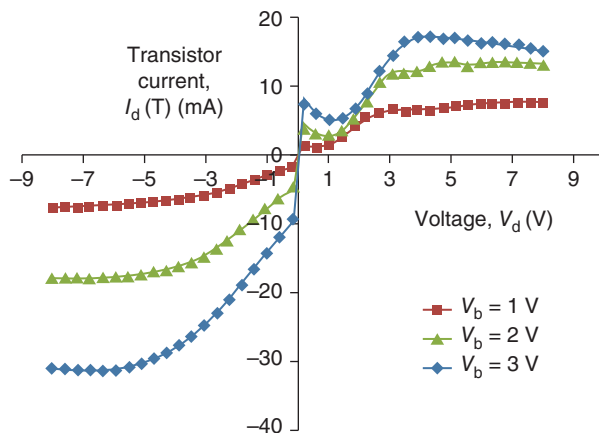 Transistor
current,
I_d (T) (mA)
20
10
0
−10
−20
−30
−40
−9
−7
−5
−3
−1
1
3
5
7
9
Voltage, V_d (V)
V_b = 1 V
V_b = 2 V
V_b = 3 V